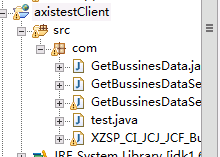 axistestClient
src
com
GetBussinesData.ja
GetBussinesDataSe
GetBussinesDataSe
test.java
XZSP_CI_JCJ_JCF_Bu
JRE System Library [jdk1